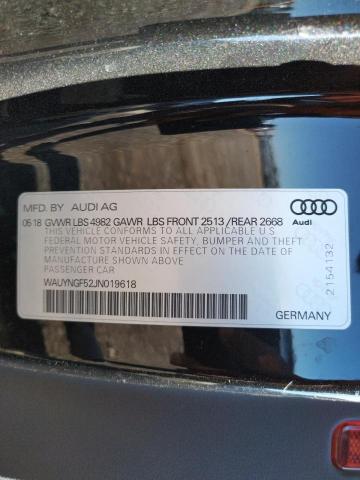 MFD BY AUDI AG
05·18 GVWR LBS 4982 GAWR LBS FRONT 2513 / REAR 2668
THIS VEHICLE CONFORMS TO ALL APPLICABLE U S
FEDERAL MOTOR VEHICLE SAFETY, BUMPER AND THEFT
PREVENTION STANDARDS IN EFFECT ON THE DATE OF
MANUFACTURE SHOWN ABOVE
PASSENGER CAR
WAUYNGF52JN019618
Audi
2154132
GERMANY